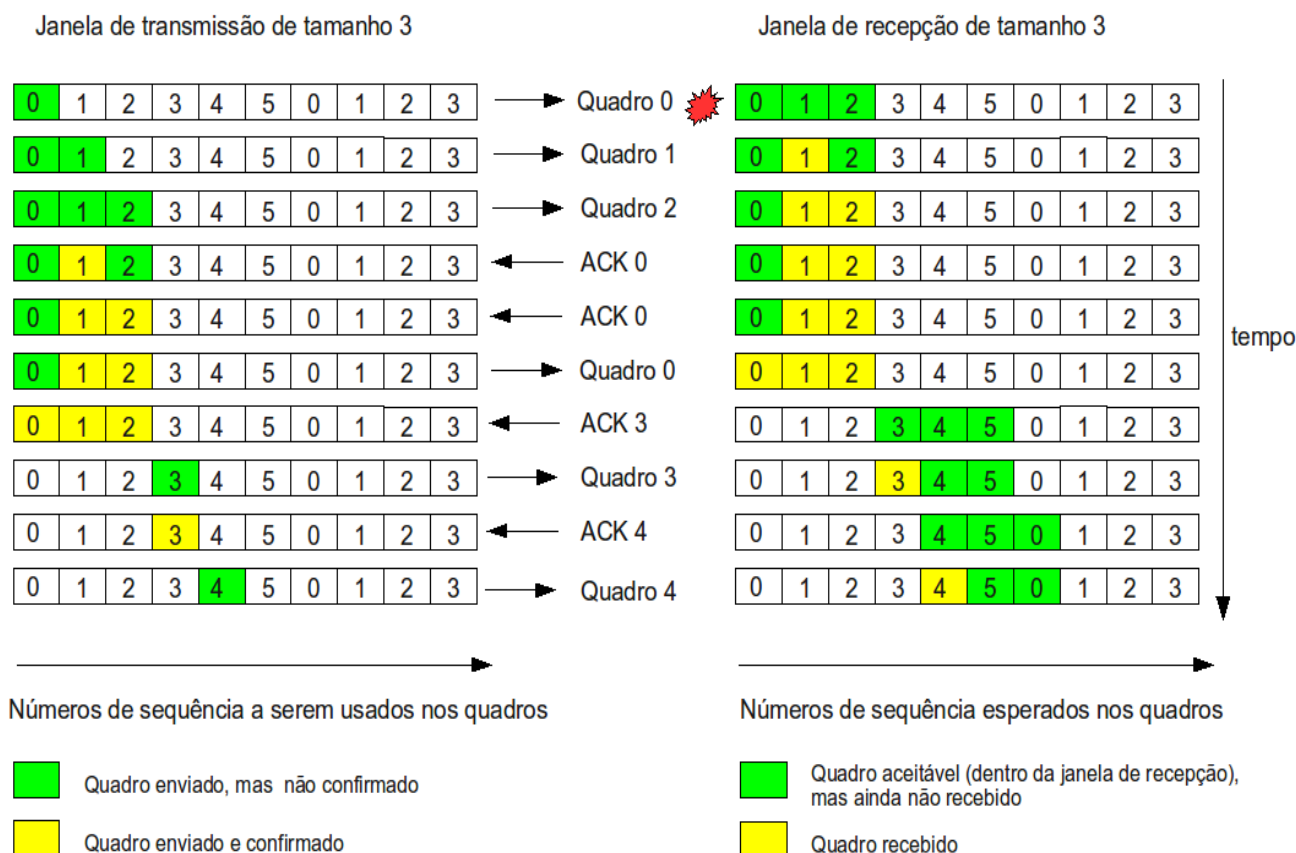 Janela de transmissão de tamanho 3 Janela de recepção de tamanho 3
0 1 2 3 4 5 0 1 2 3 Quadro 0 0 1 2 3 4 5 0 1 2 3
0 1 2 3 4 5 0 1 2 3 Quadro 1 0 1 2 3 4 5 0 1 2 3
0 1 2 3 4 5 0 1 2 3 Quadro 2 0 1 2 3 4 5 0 1 2 3
0 1 2 3 4 5 0 1 2 3 ACK 0 0 1 2 3 4 5 0 1 2 3
0 1 2 3 4 5 0 1 2 3 ACK 0 0 1 2 3 4 5 0 1 2 3
tempo
0 1 2 3 4 5 0 1 2 3 Quadro 0 0 1 2 3 4 5 0 1 2 3
0 1 2 3 4 5 0 1 2 3 ACK 3 0 1 2 3 4 5 0 1 2 3
0 1 2 3 4 5 0 1 2 3 Quadro 3 0 1 2 3 4 5 0 1 2 3
0 1 2 3 4 5 0 1 2 3 ACK 4 0 1 2 3 4 5 0 1 2 3
0 1 2 3 4 5 0 1 2 3 Quadro 4 0 1 2 3 4 5 0 1 2 3
Números de sequência a serem usados nos quadros
Números de sequência esperados nos quadros
Quadro enviado, mas não confirmado
Quadro enviado e confirmado
Quadro aceitável (dentro da janela de recepção),
mas ainda não recebido
Quadro recebido